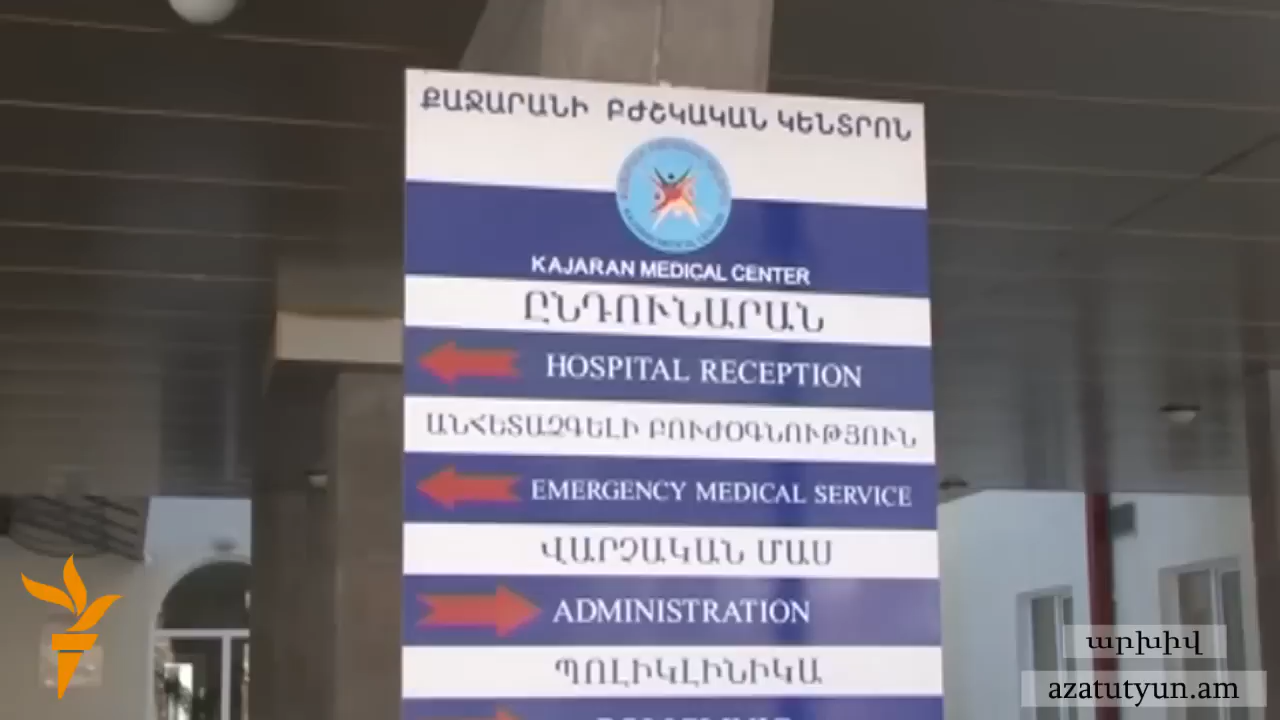 ՔԱՋԱՐԱՆԻ ԲԺՇԿԱԿԱՆ ԿԵՆՏՐՈՆ
KAJARAN MEDICAL CENTER
ԸՆԴՈՒՆԱՐԱՆ
HOSPITAL RECEPTION
ԱՆՀԵՏԱԶԳԵԼԻ ԲՈՒԺՕԳՆՈՒԹՅՈՒՆ
EMERGENCY MEDICAL SERVICE
ՎԱՐՉԱԿԱՆ ՄԱՍ
ADMINISTRATION
ՊՈԼԻԿԼԻՆԻԿԱ
արխիվ
azatutyun.am